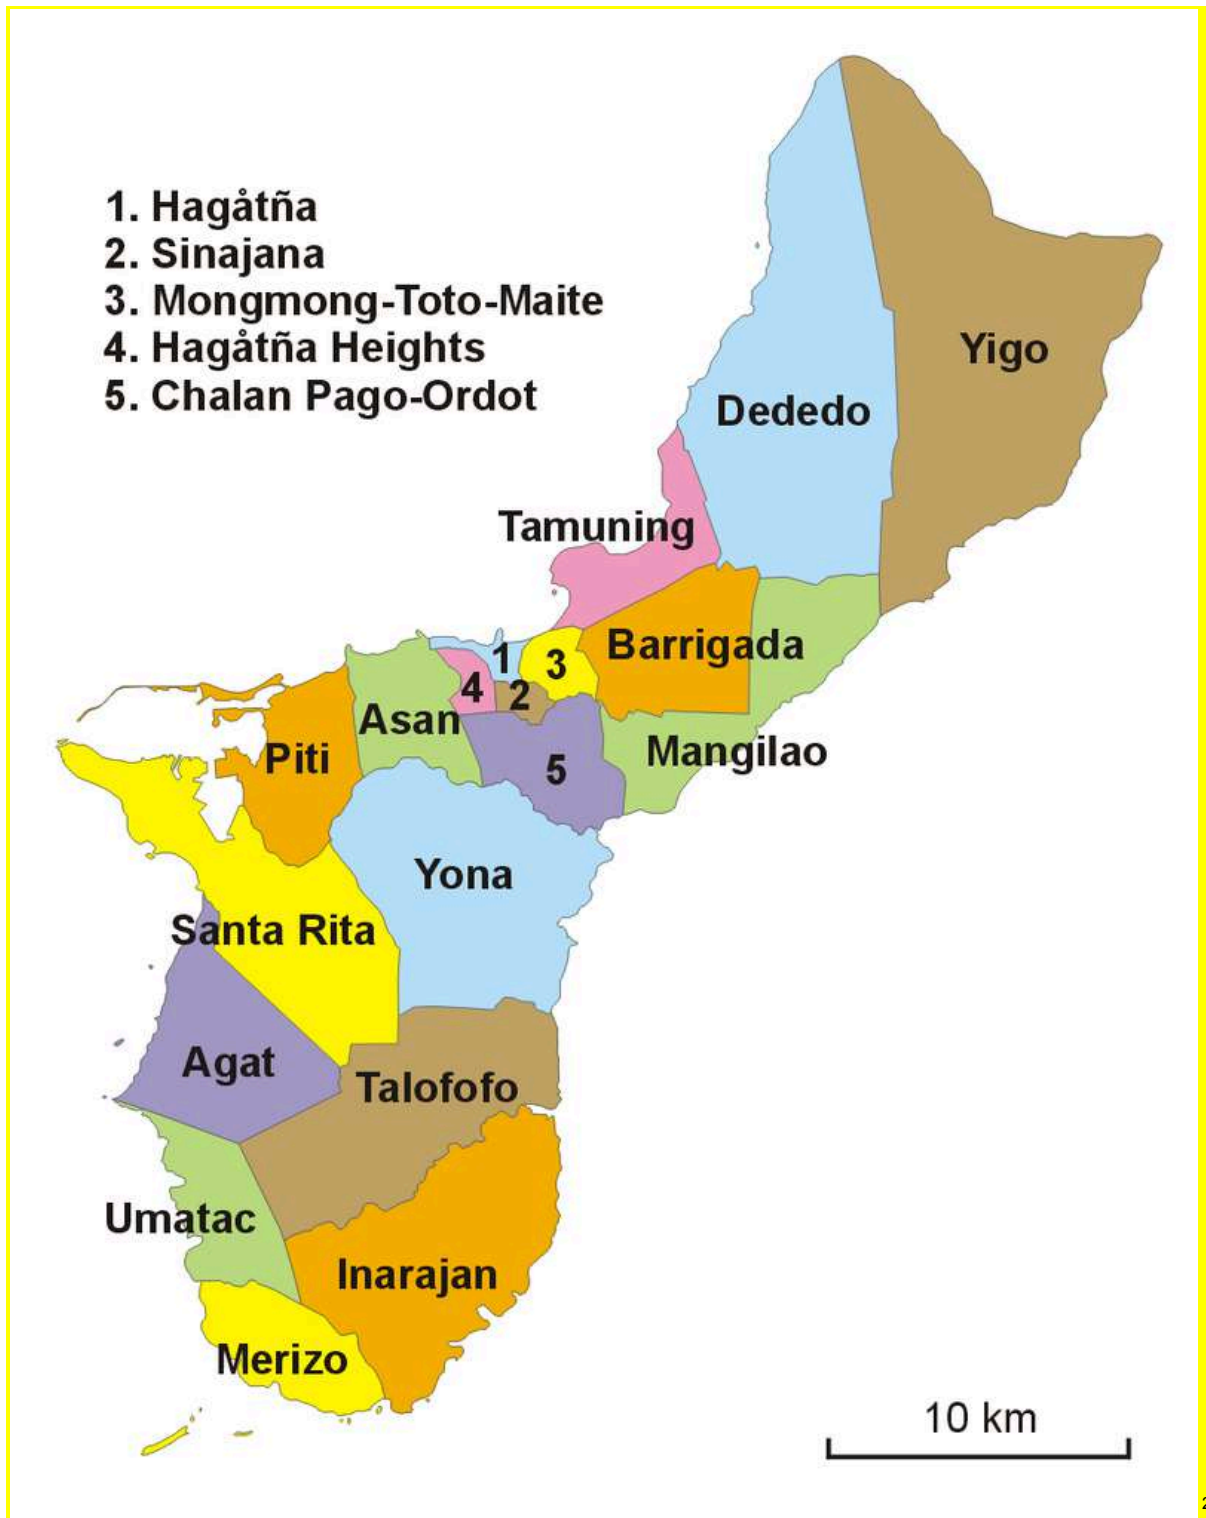 1. Hagåtña
2. Sinajana
3. Mongmong-Toto-Maite
4. Hagåtña Heights
5. Chalan Pago-Ordot
Yigo
Dededo
Tamuning
Barrigada
1
3
4
2
Asan
Mangilao
Piti
5
Yona
Santa Rita
Agat
Talofofo
Umatac
Inarajan
Merizo
10 km